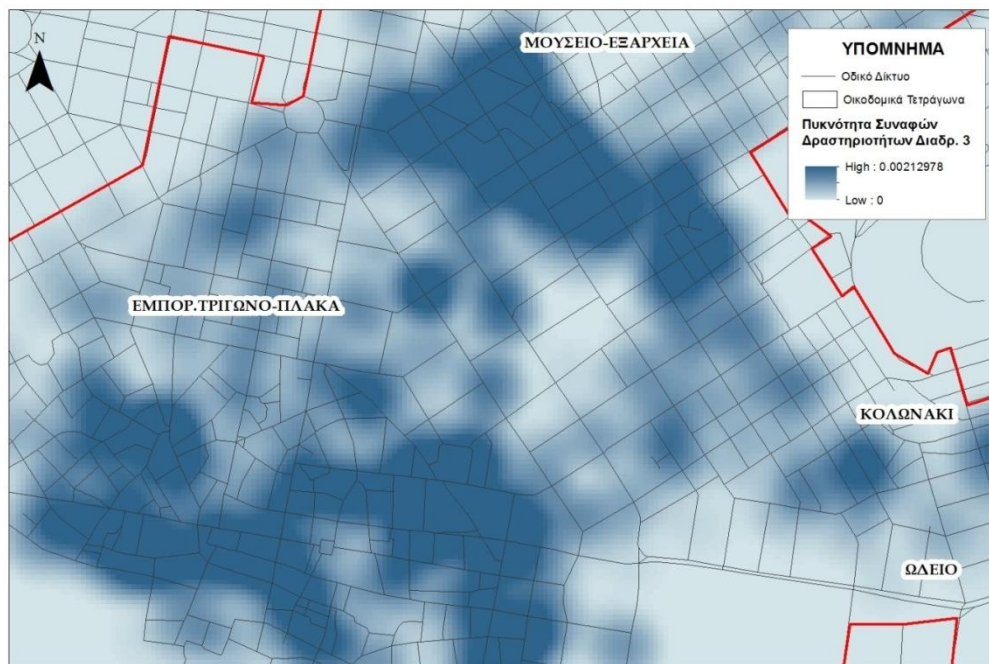 ΜΟΥΣΕΙΟ-ΕΞΑΡΧΕΙΑ
N
ΥΠΟΜΝΗΜΑ
Οδικό Δίκτυο
Οικοδομικά Τετράγωνα
Πυκνότητα Συναφών
Δραστηριοτήτων Διαδρ. 3
High : 0.00212978
Low : 0
ΕΜΠΟΡ.ΤΡΙΓΩΝΟ-ΠΛΑΚΑ
ΚΟΛΩΝΑΚΙ
ΩΔΕΙΟ